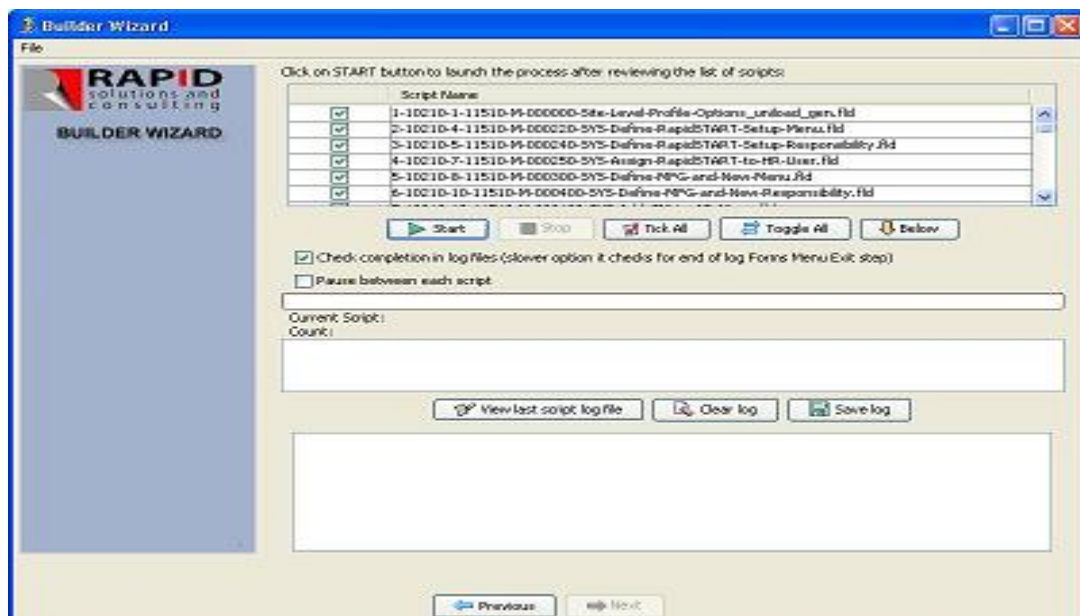 Builder Wizard
File
RAPID
solutions and
consulting
BUILDER WIZARD
Click on START button to launch the process after reviewing the list of scripts:
Script Name
1-10210-1-11510-M-000000-Site-Level-Profile-Options_unload_gen.fld
2-10210-4-11510-M-000220-SYS-Define-RapidSTART-Setup-Menu.fld
3-10210-5-11510-M-000240-SYS-Define-RapidSTART-Setup-Responsibility.fld
4-10210-7-11510-M-000250-SYS-Assign-RapidSTART-to-HR-User.fld
5-10210-8-11510-M-000300-SYS-Define-MPG-and-Nov-Menu.fld
6-10210-10-11510-M-000400-SYS-Define-MPG-and-Nov-Responsibility.fld
Start Stop Tick All Toggle All Below
Check completion in log files (slower option it checks for end of log Forms Menu Exit step)
Pause between each script
Current Script:
Count:
View last script log file Clear log Save log
Previous Next